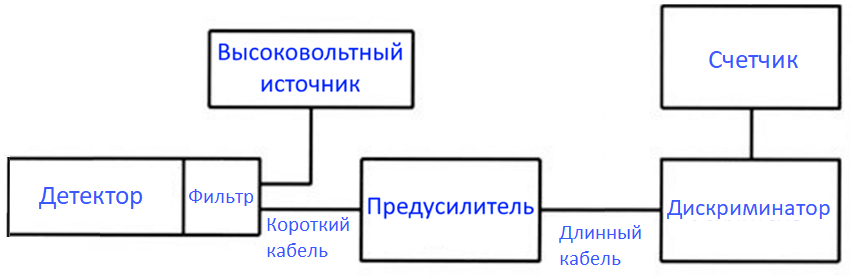 Высоковольтный
источник
Счетчик
Детектор
Фильтр
Предусилитель
Дискриминатор
Короткий
кабель
Длинный
кабель